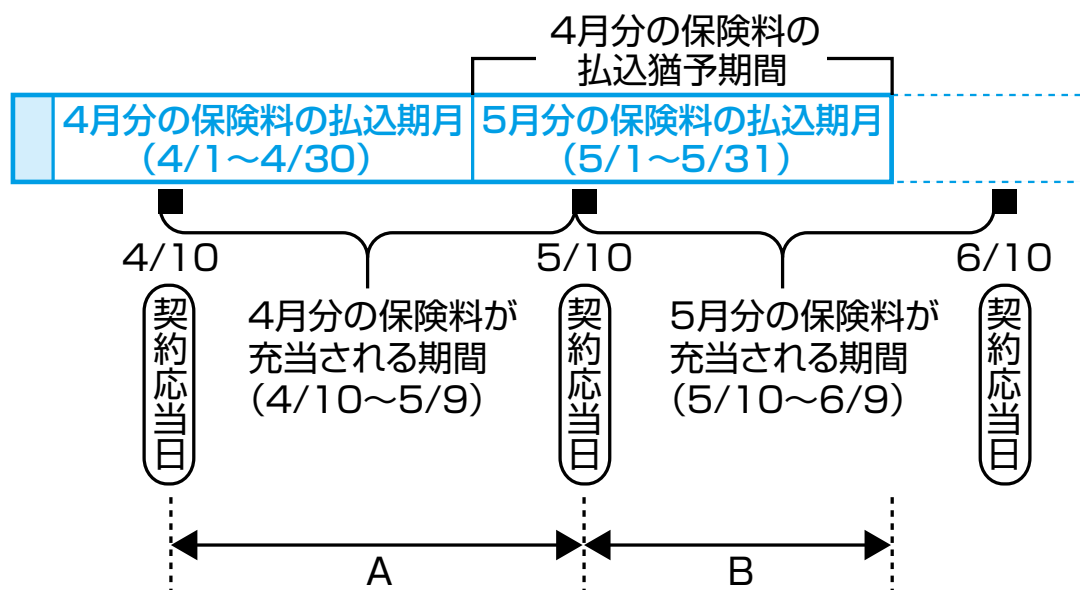 4月分の保険料の
払込猶予期間
4月分の保険料の払込期月
（4/1～4/30）
5月分の保険料の払込期月
（5/1～5/31）
4/10
5/10
6/10
契約応当日
4月分の保険料が
充当される期間
（4/10～5/9）
契約応当日
5月分の保険料が
充当される期間
（5/10～6/9）
契約応当日
A
B